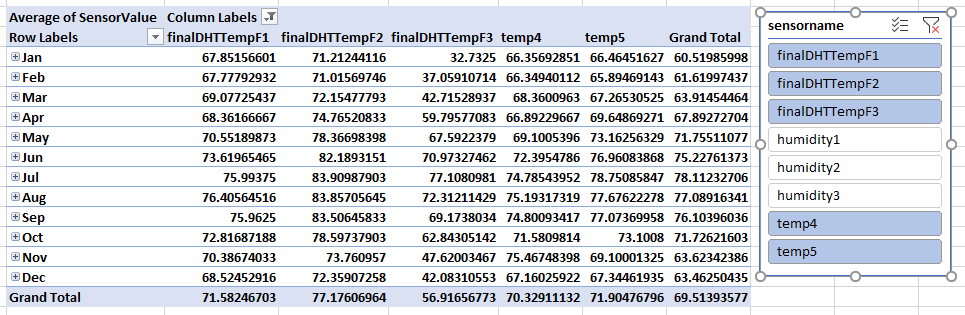 Average of SensorValue Column Labels
Row Labels finalDHTTempF1 finalDHTTempF2 finalDHTTempF3 temp4 temp5 Grand Total
Jan 67.85156601 71.21244116 32.7325 66.35692851 66.46451627 60.51985998
Feb 67.77792932 71.01569746 37.05910714 66.34940112 65.89469143 61.61997437
Mar 69.07725437 72.15477793 42.71528937 68.3600963 67.26530525 63.91454464
Apr 68.36166667 74.76520833 59.79577083 66.89229667 69.64869271 67.89272704
May 70.55189873 78.36698398 67.5922379 69.1005396 73.16256329 71.75511077
Jun 73.61965465 82.1893151 70.97327462 72.3954786 76.96083868 75.22761373
Jul 75.99375 83.90987903 77.1080981 74.78543952 78.75085847 78.11232706
Aug 76.40564516 83.85705645 72.31211429 75.19317319 77.67622278 77.08916341
Sep 75.9625 83.50645833 69.1738034 74.80093417 77.07369958 76.10396036
Oct 72.81687188 78.59737903 62.84305142 71.5809814 73.1008 71.72621603
Nov 70.38674033 73.760957 47.62003467 75.46748398 69.10001325 63.62342386
Dec 68.52452916 72.35907258 42.08310553 67.16025922 67.34461935 63.46250435
Grand Total 71.58246703 77.17606964 56.91656773 70.32911132 71.90476796 69.51393577
sensorname
finalDHTTempF1
finalDHTTempF2
finalDHTTempF3
humidity1
humidity2
humidity3
temp4
temp5